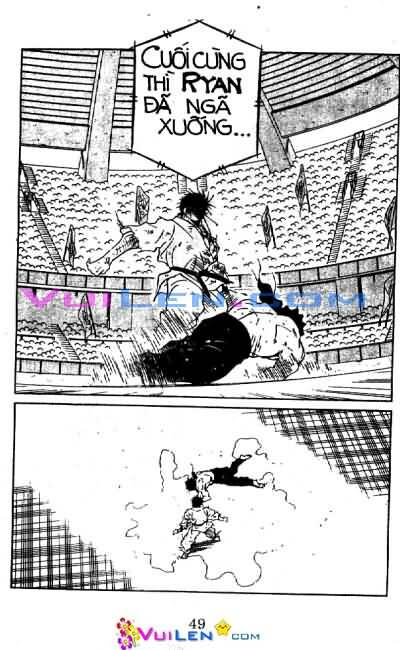 CUỐI CÙNG
THÌ RYAN
ĐÃ NGÃ
XUỐNG...
VUILEN.COM
49
VUILEN.COM